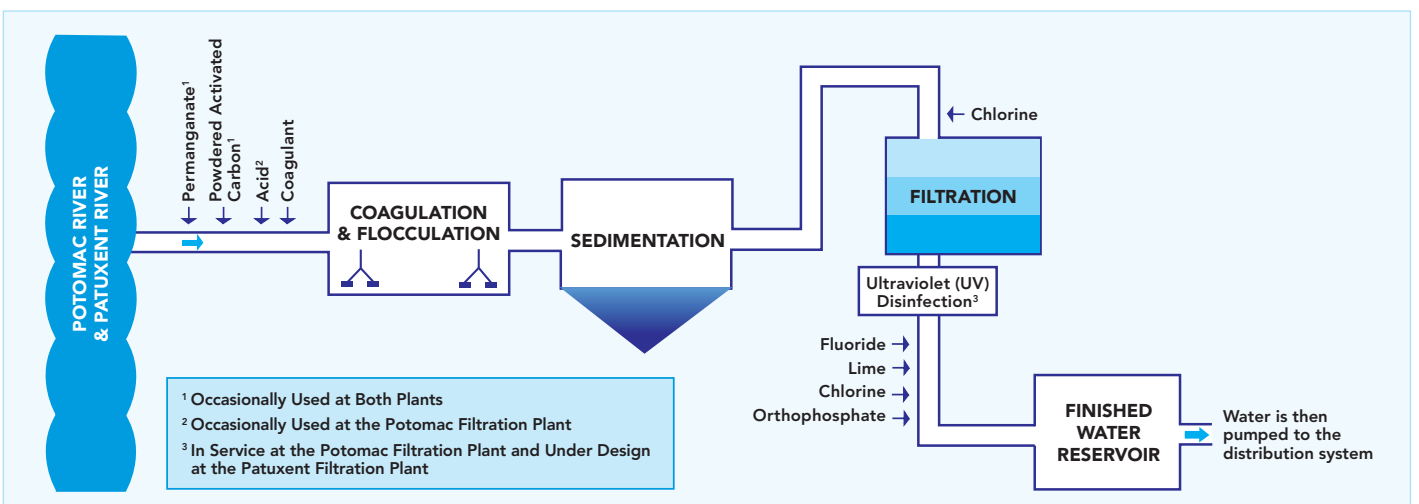 POTOMAC RIVER
& PATUXENT RIVER
Permanganate¹
Powdered Activated
Carbon¹
Acid²
Coagulant
COAGULATION
& FLOCCULATION
SEDIMENTATION
Chlorine
FILTRATION
Ultraviolet (UV)
Disinfection³
Fluoride
Lime
Chlorine
Orthophosphate
FINISHED
WATER
RESERVOIR
Water is then
pumped to the
distribution system
¹ Occasionally Used at Both Plants
² Occasionally Used at the Potomac Filtration Plant
³ In Service at the Potomac Filtration Plant and Under Design
at the Patuxent Filtration Plant